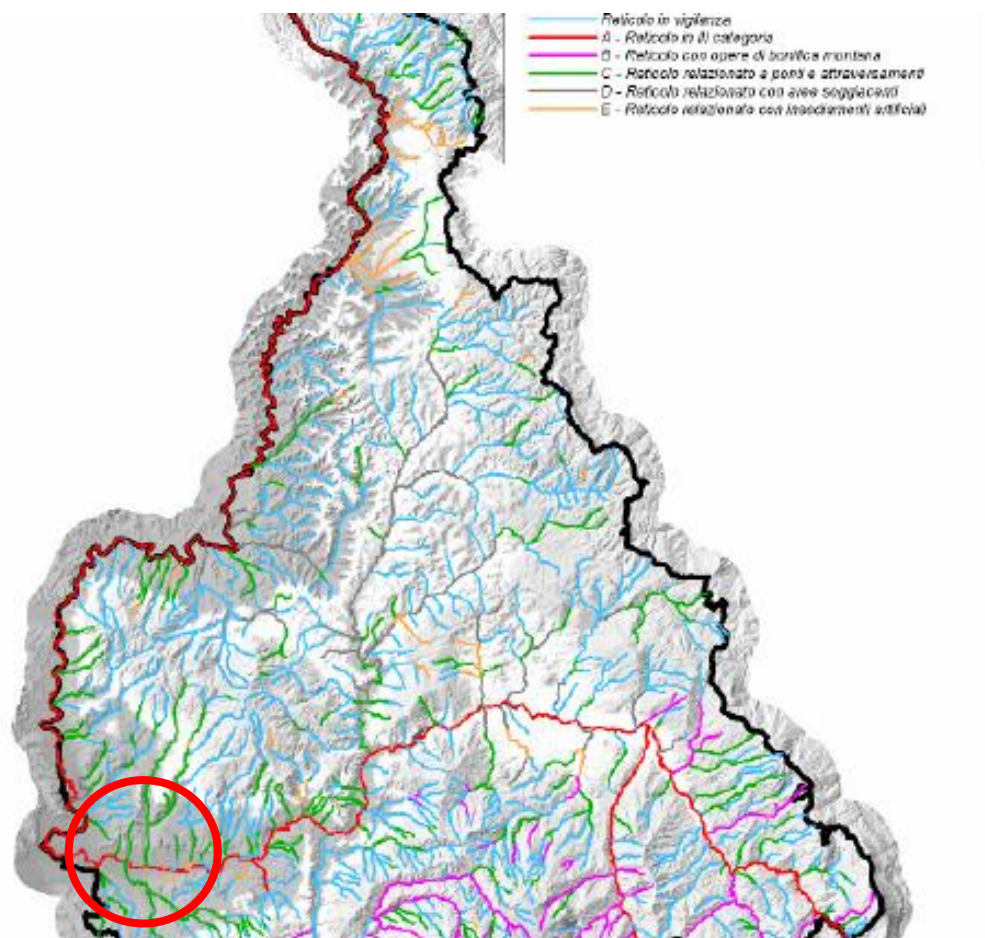 Reticolo in vigilanza
A - Reticolo in III categoria
B - Reticolo con opere di bonifica montana
C - Reticolo relazionato a ponti e attraversamenti
D - Reticolo relazionato con aree soggiacenti
E - Reticolo relazionato con insediamenti artificiali